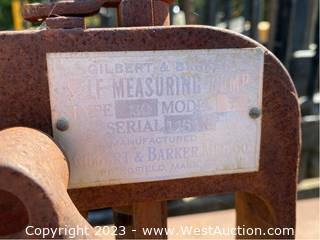 GILBERT & BARKER
SELF MEASURING PUMP
TYPE MODEL
SERIAL
MANUFACTURED
GILBERT & BARKER MFG. CO.
SPRINGFIELD MASS.
Copyright © 2023 - www.WestAuction.com